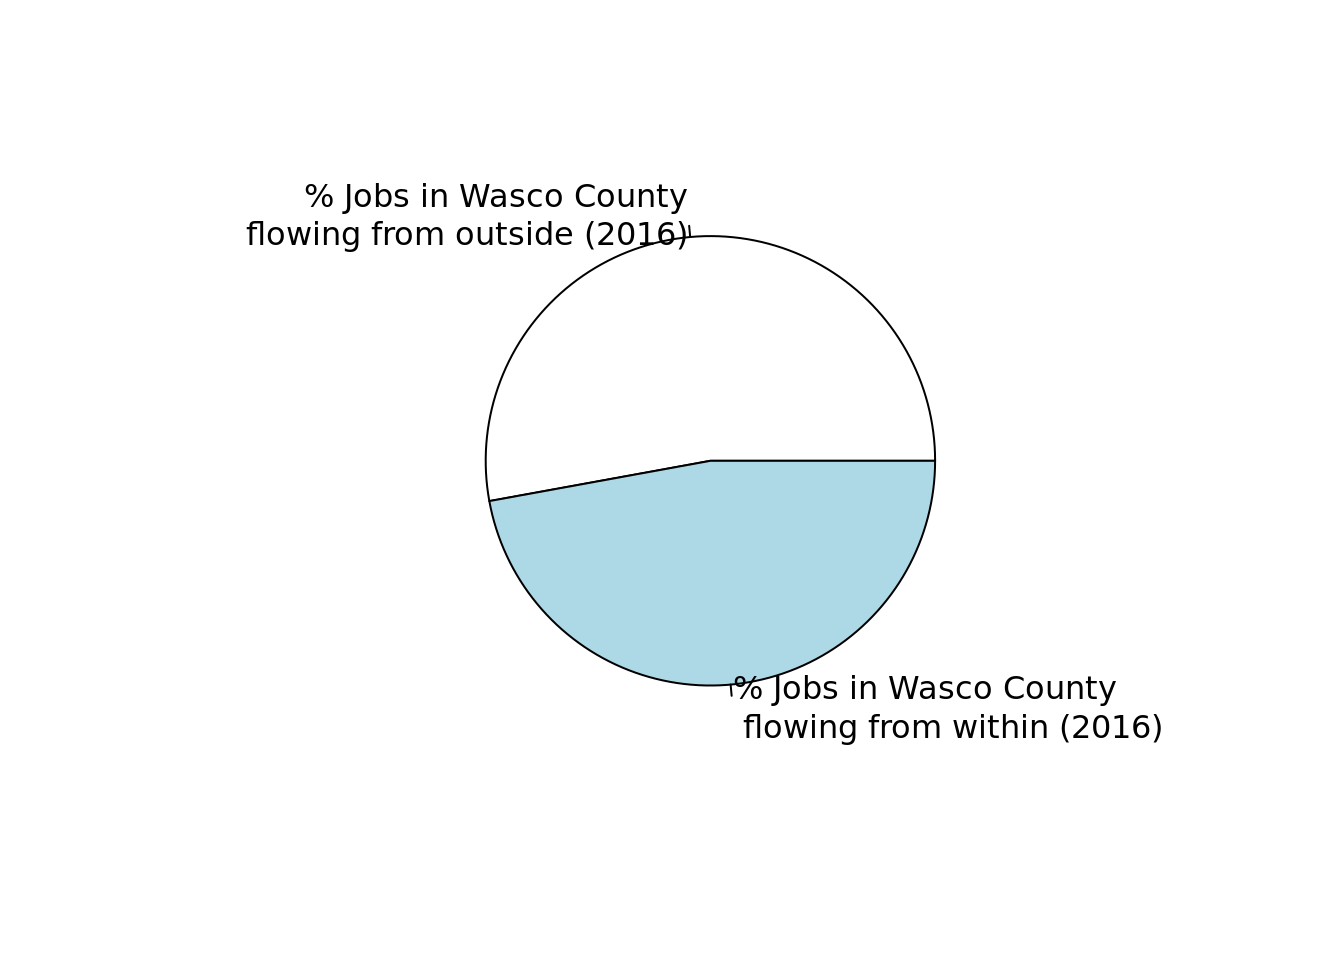 % Jobs in Wasco County
flowing from outside (2016)
% Jobs in Wasco County
flowing from within (2016)